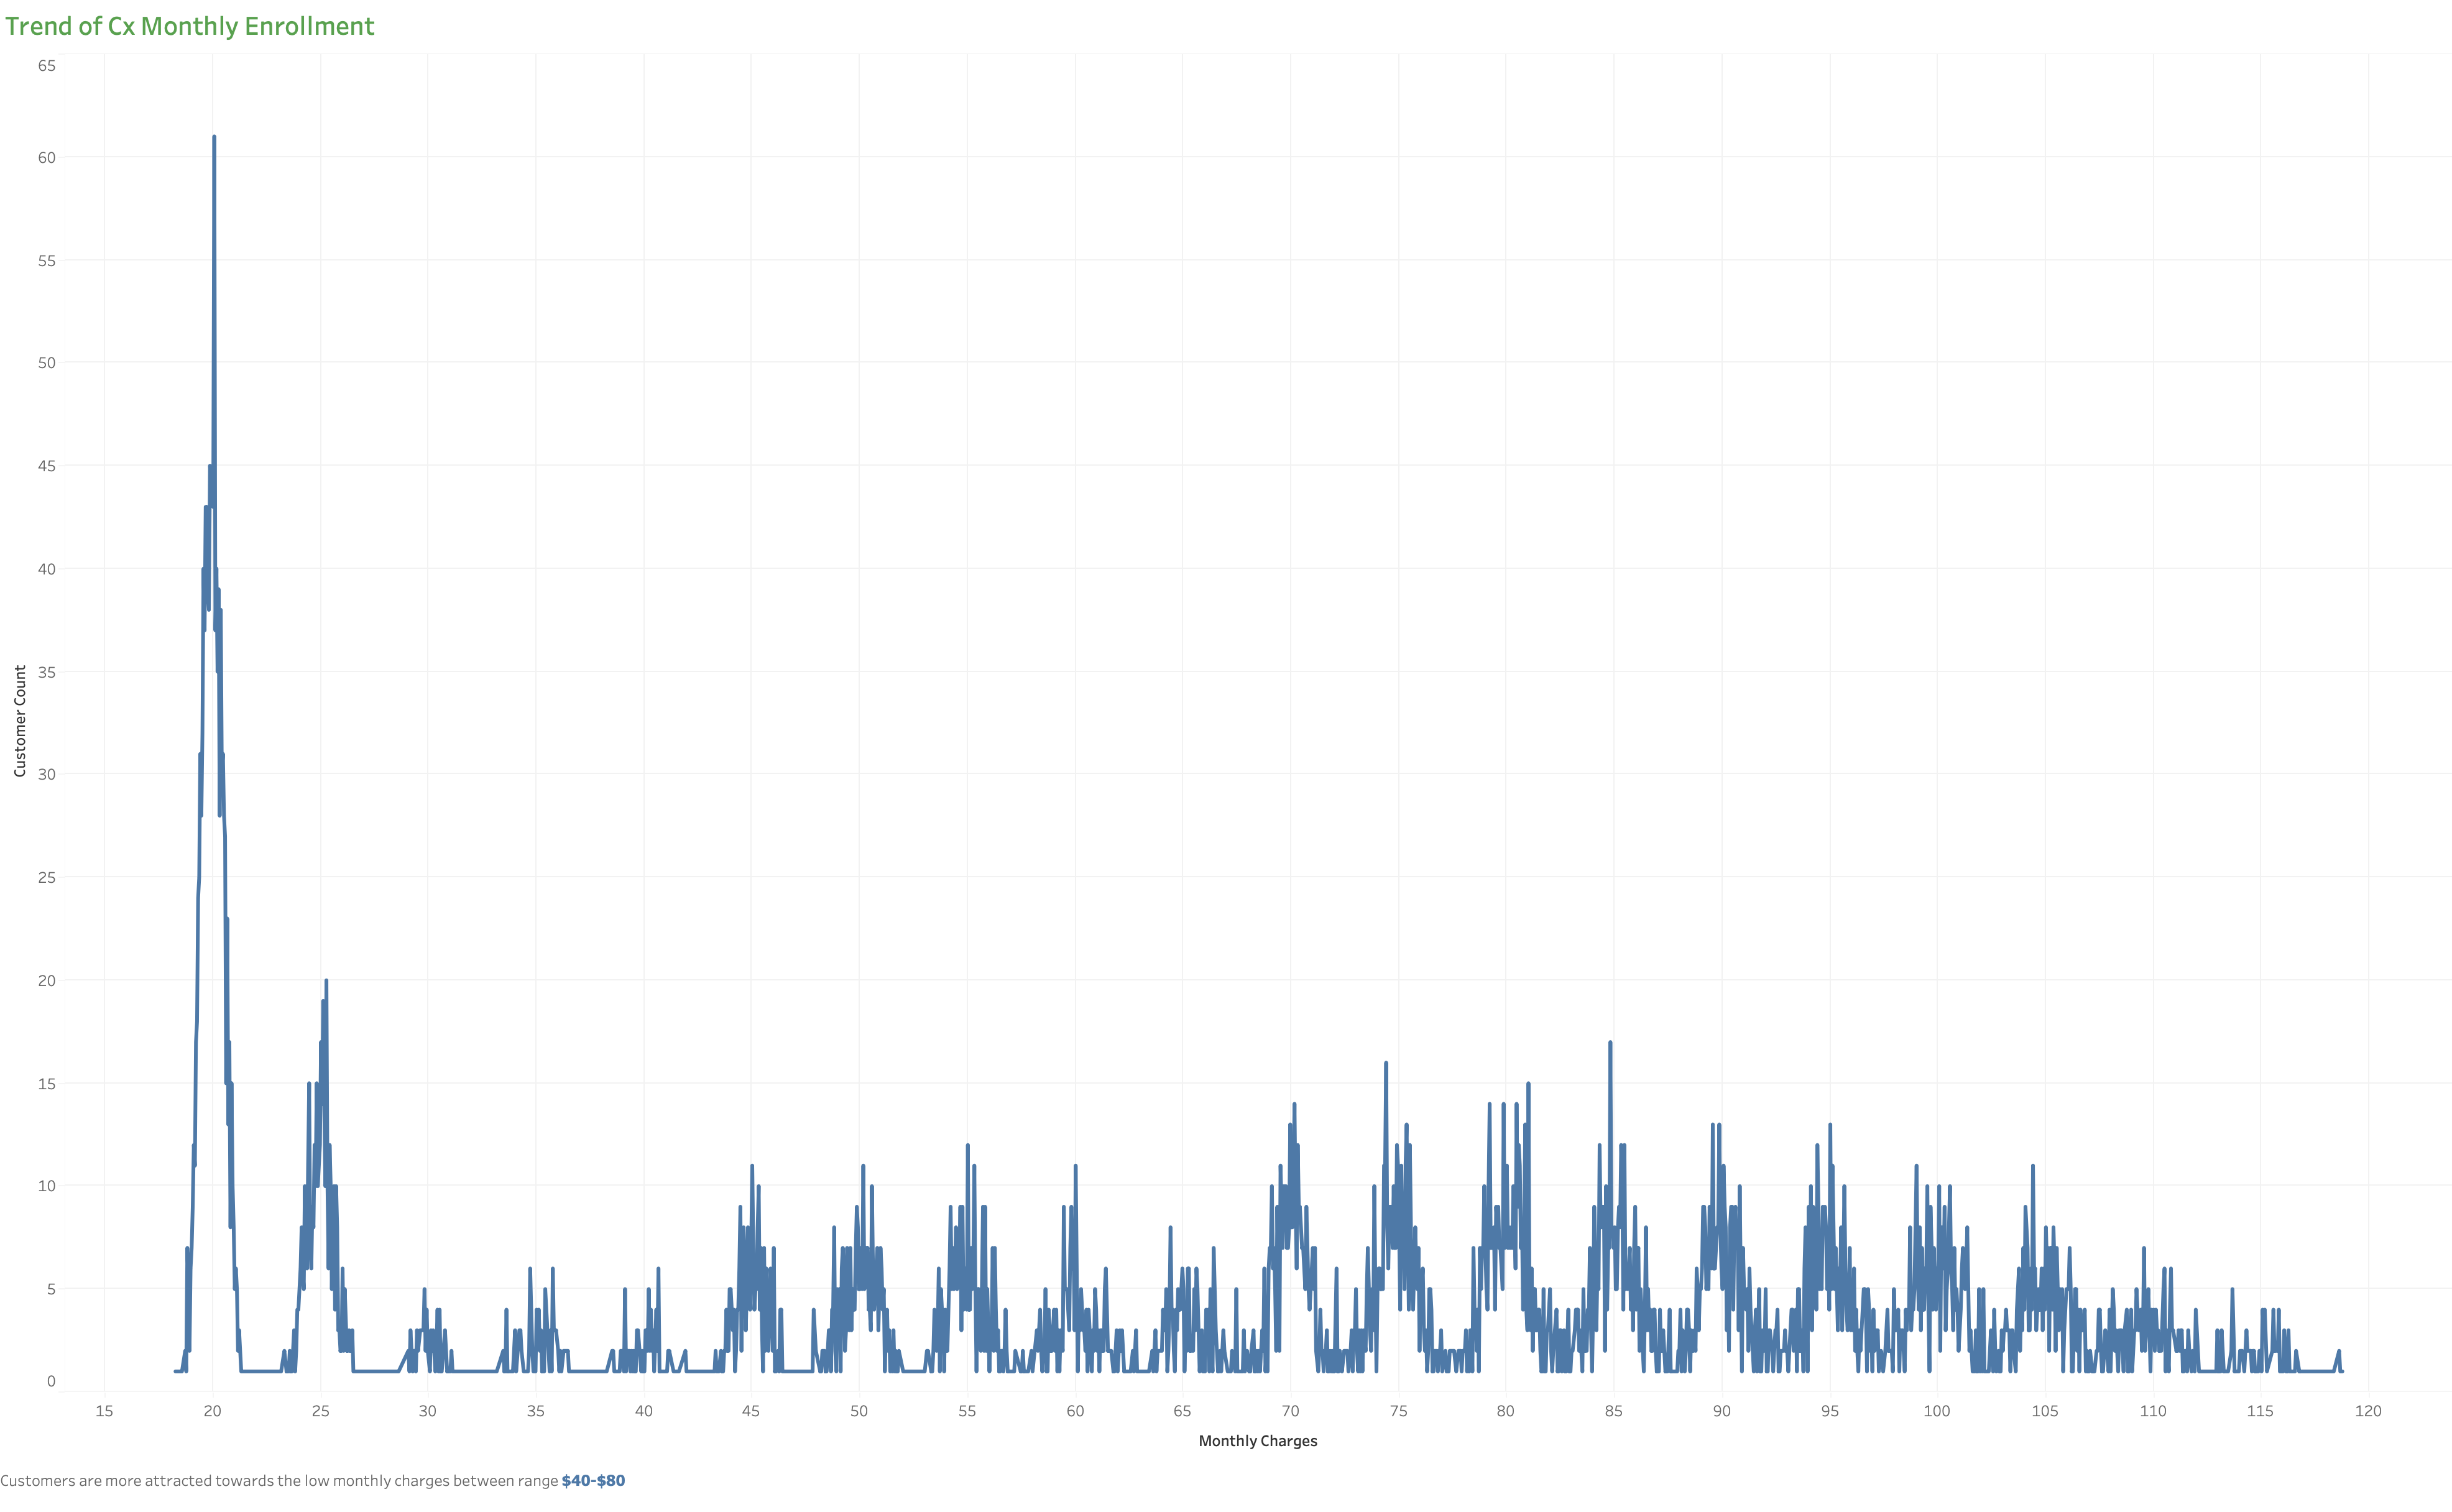 Trend of Cx Monthly Enrollment
65
60
55
50
45
40
35
30
25
20
15
10
5
0
Customer Count
15 20 25 30 35 40 45 50 55 60 65 70 75 80 85 90 95 100 105 110 115 120
Monthly Charges
Customers are more attracted towards the low monthly charges between range $40-$80